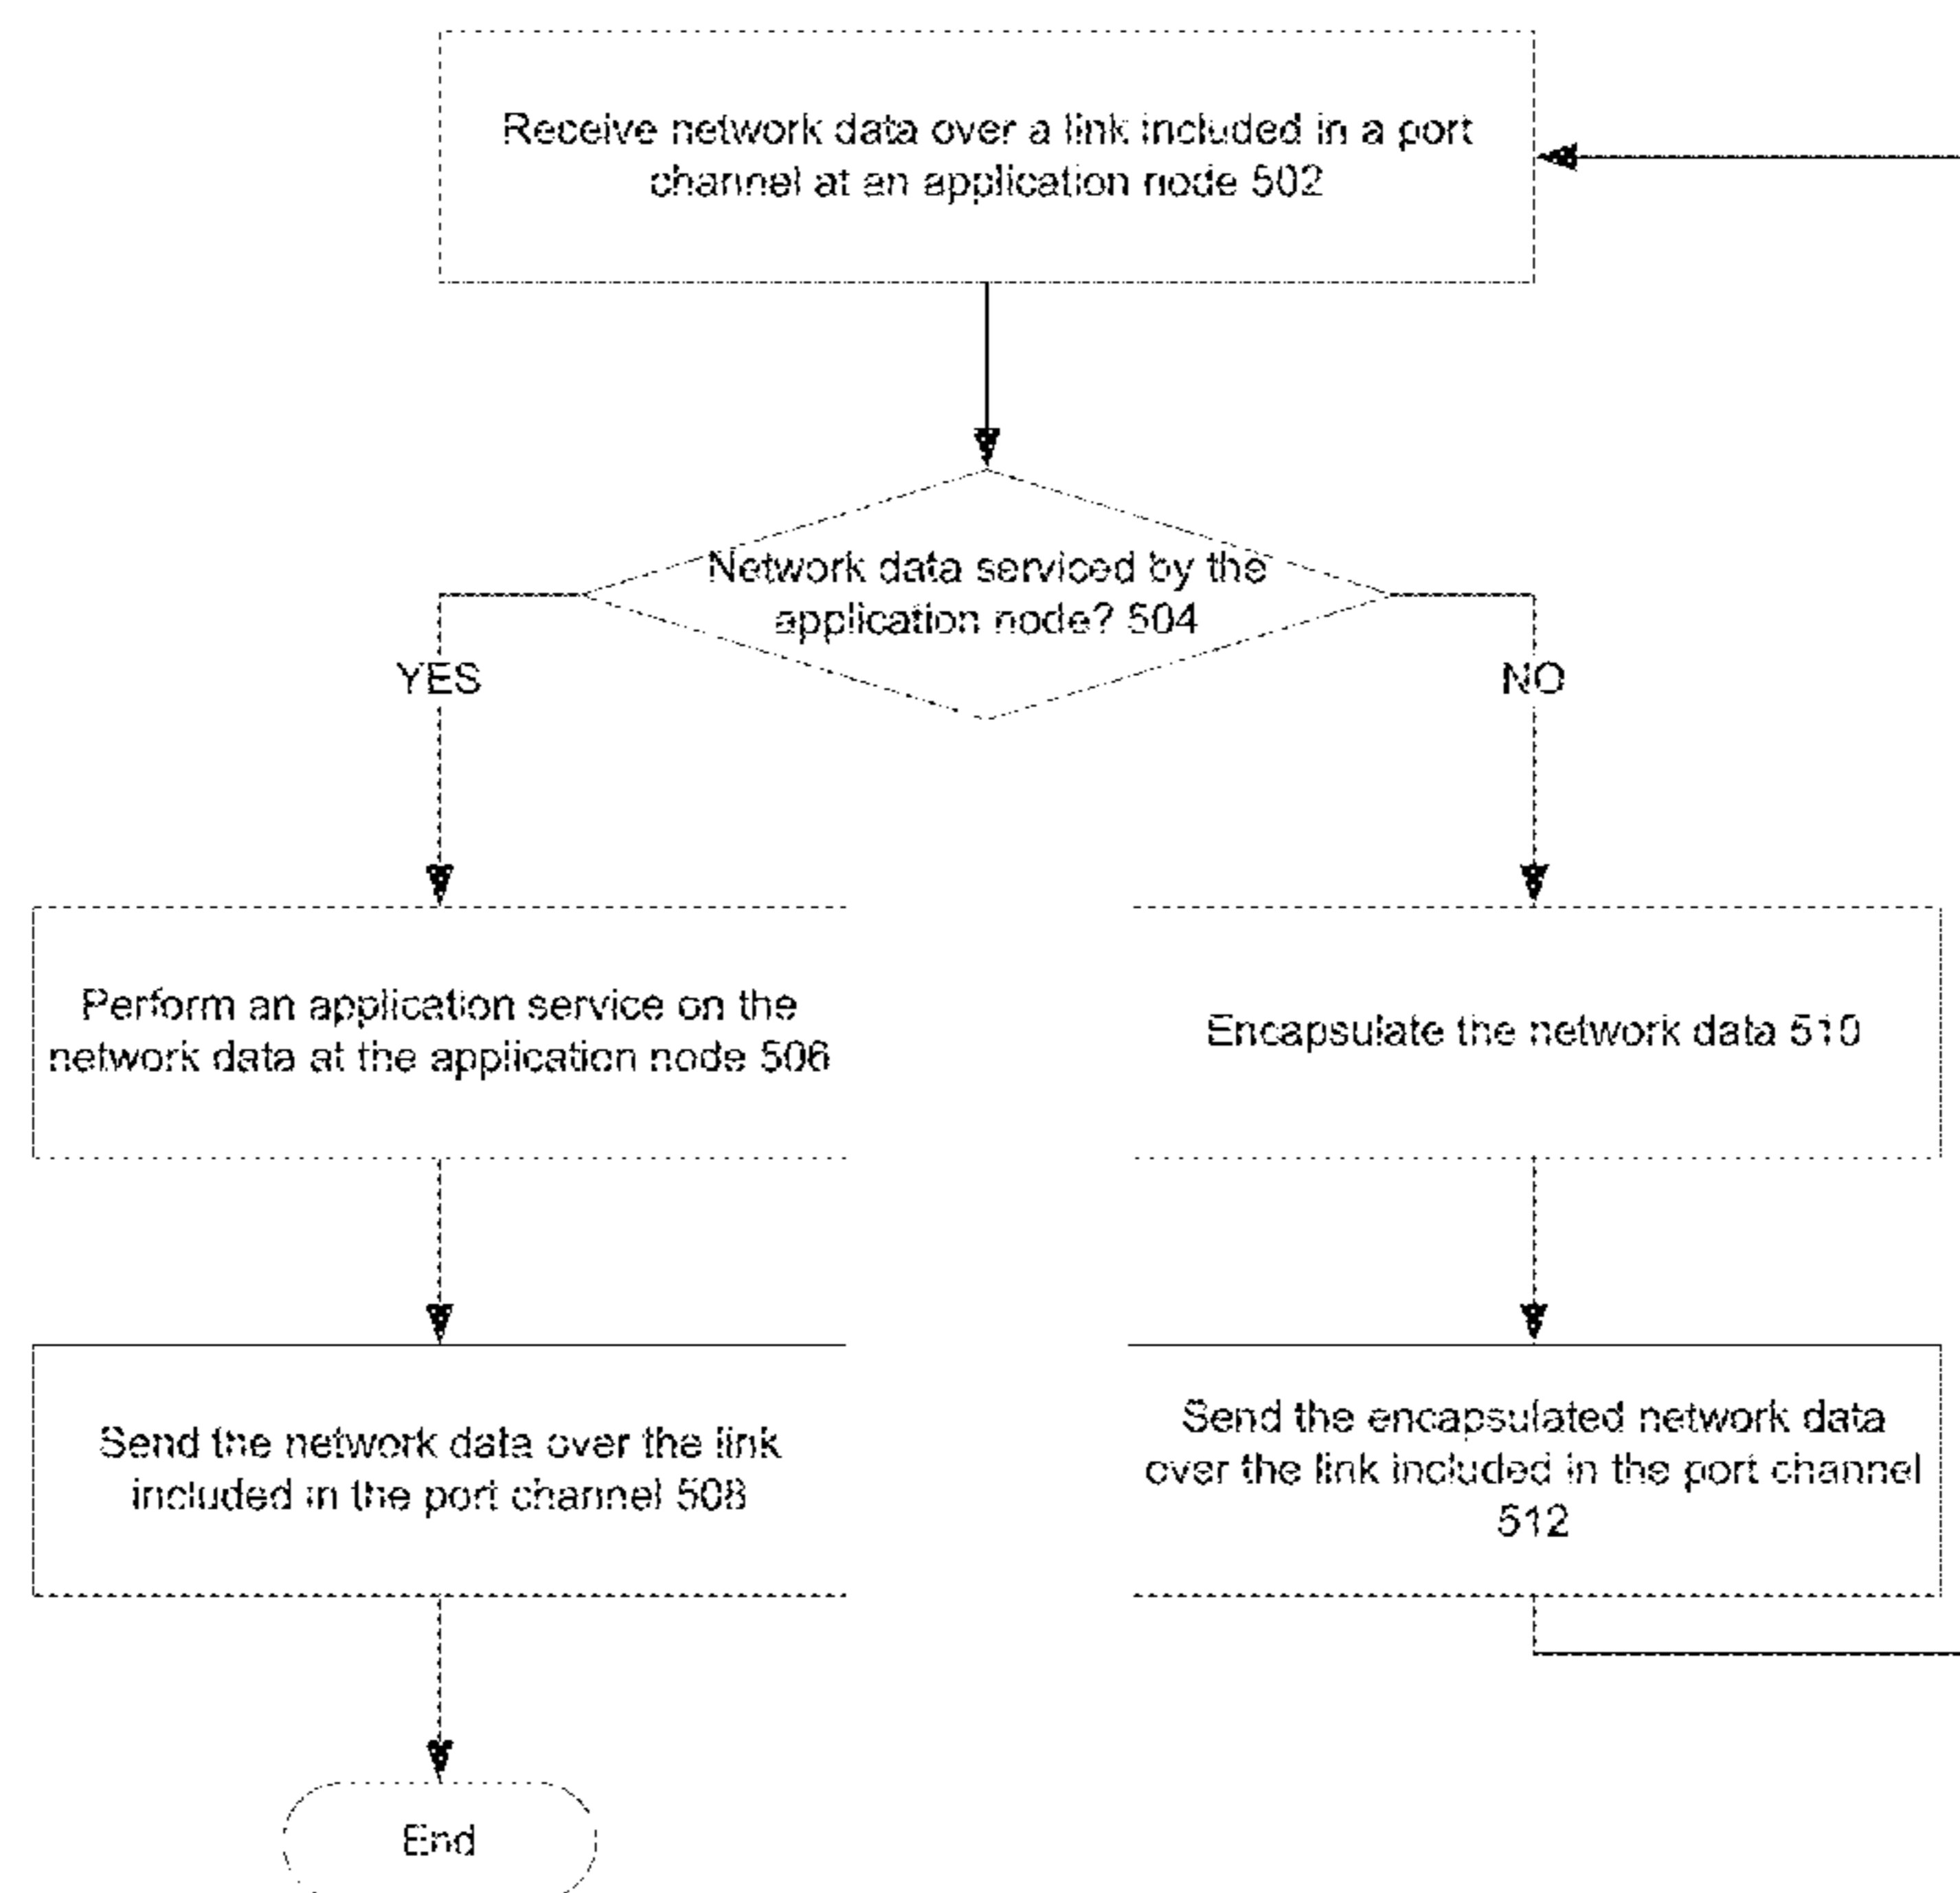 Receive network data over a link included in a port
channel at an application node 502
Network data serviced by the
application node? 504
YES
NO
Perform an application service on the
network data at the application node 506
Encapsulate the network data 510
Send the network data over the link
included in the port channel 508
Send the encapsulated network data
over the link included in the port channel
512
End